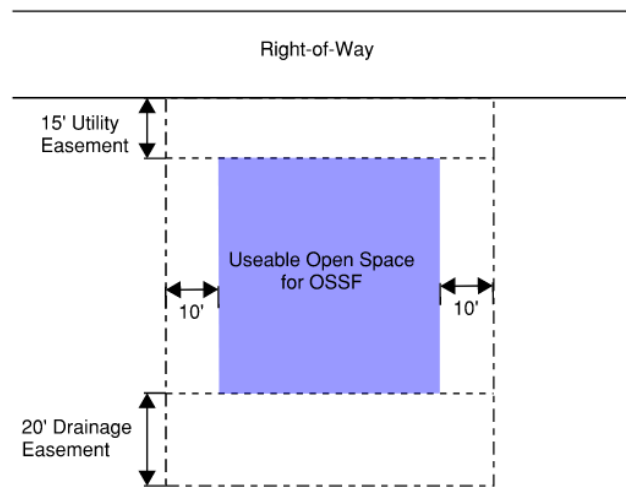 Right-of-Way
15' Utility
Easement
Useable Open Space
for OSSF
10'
10'
20' Drainage
Easement